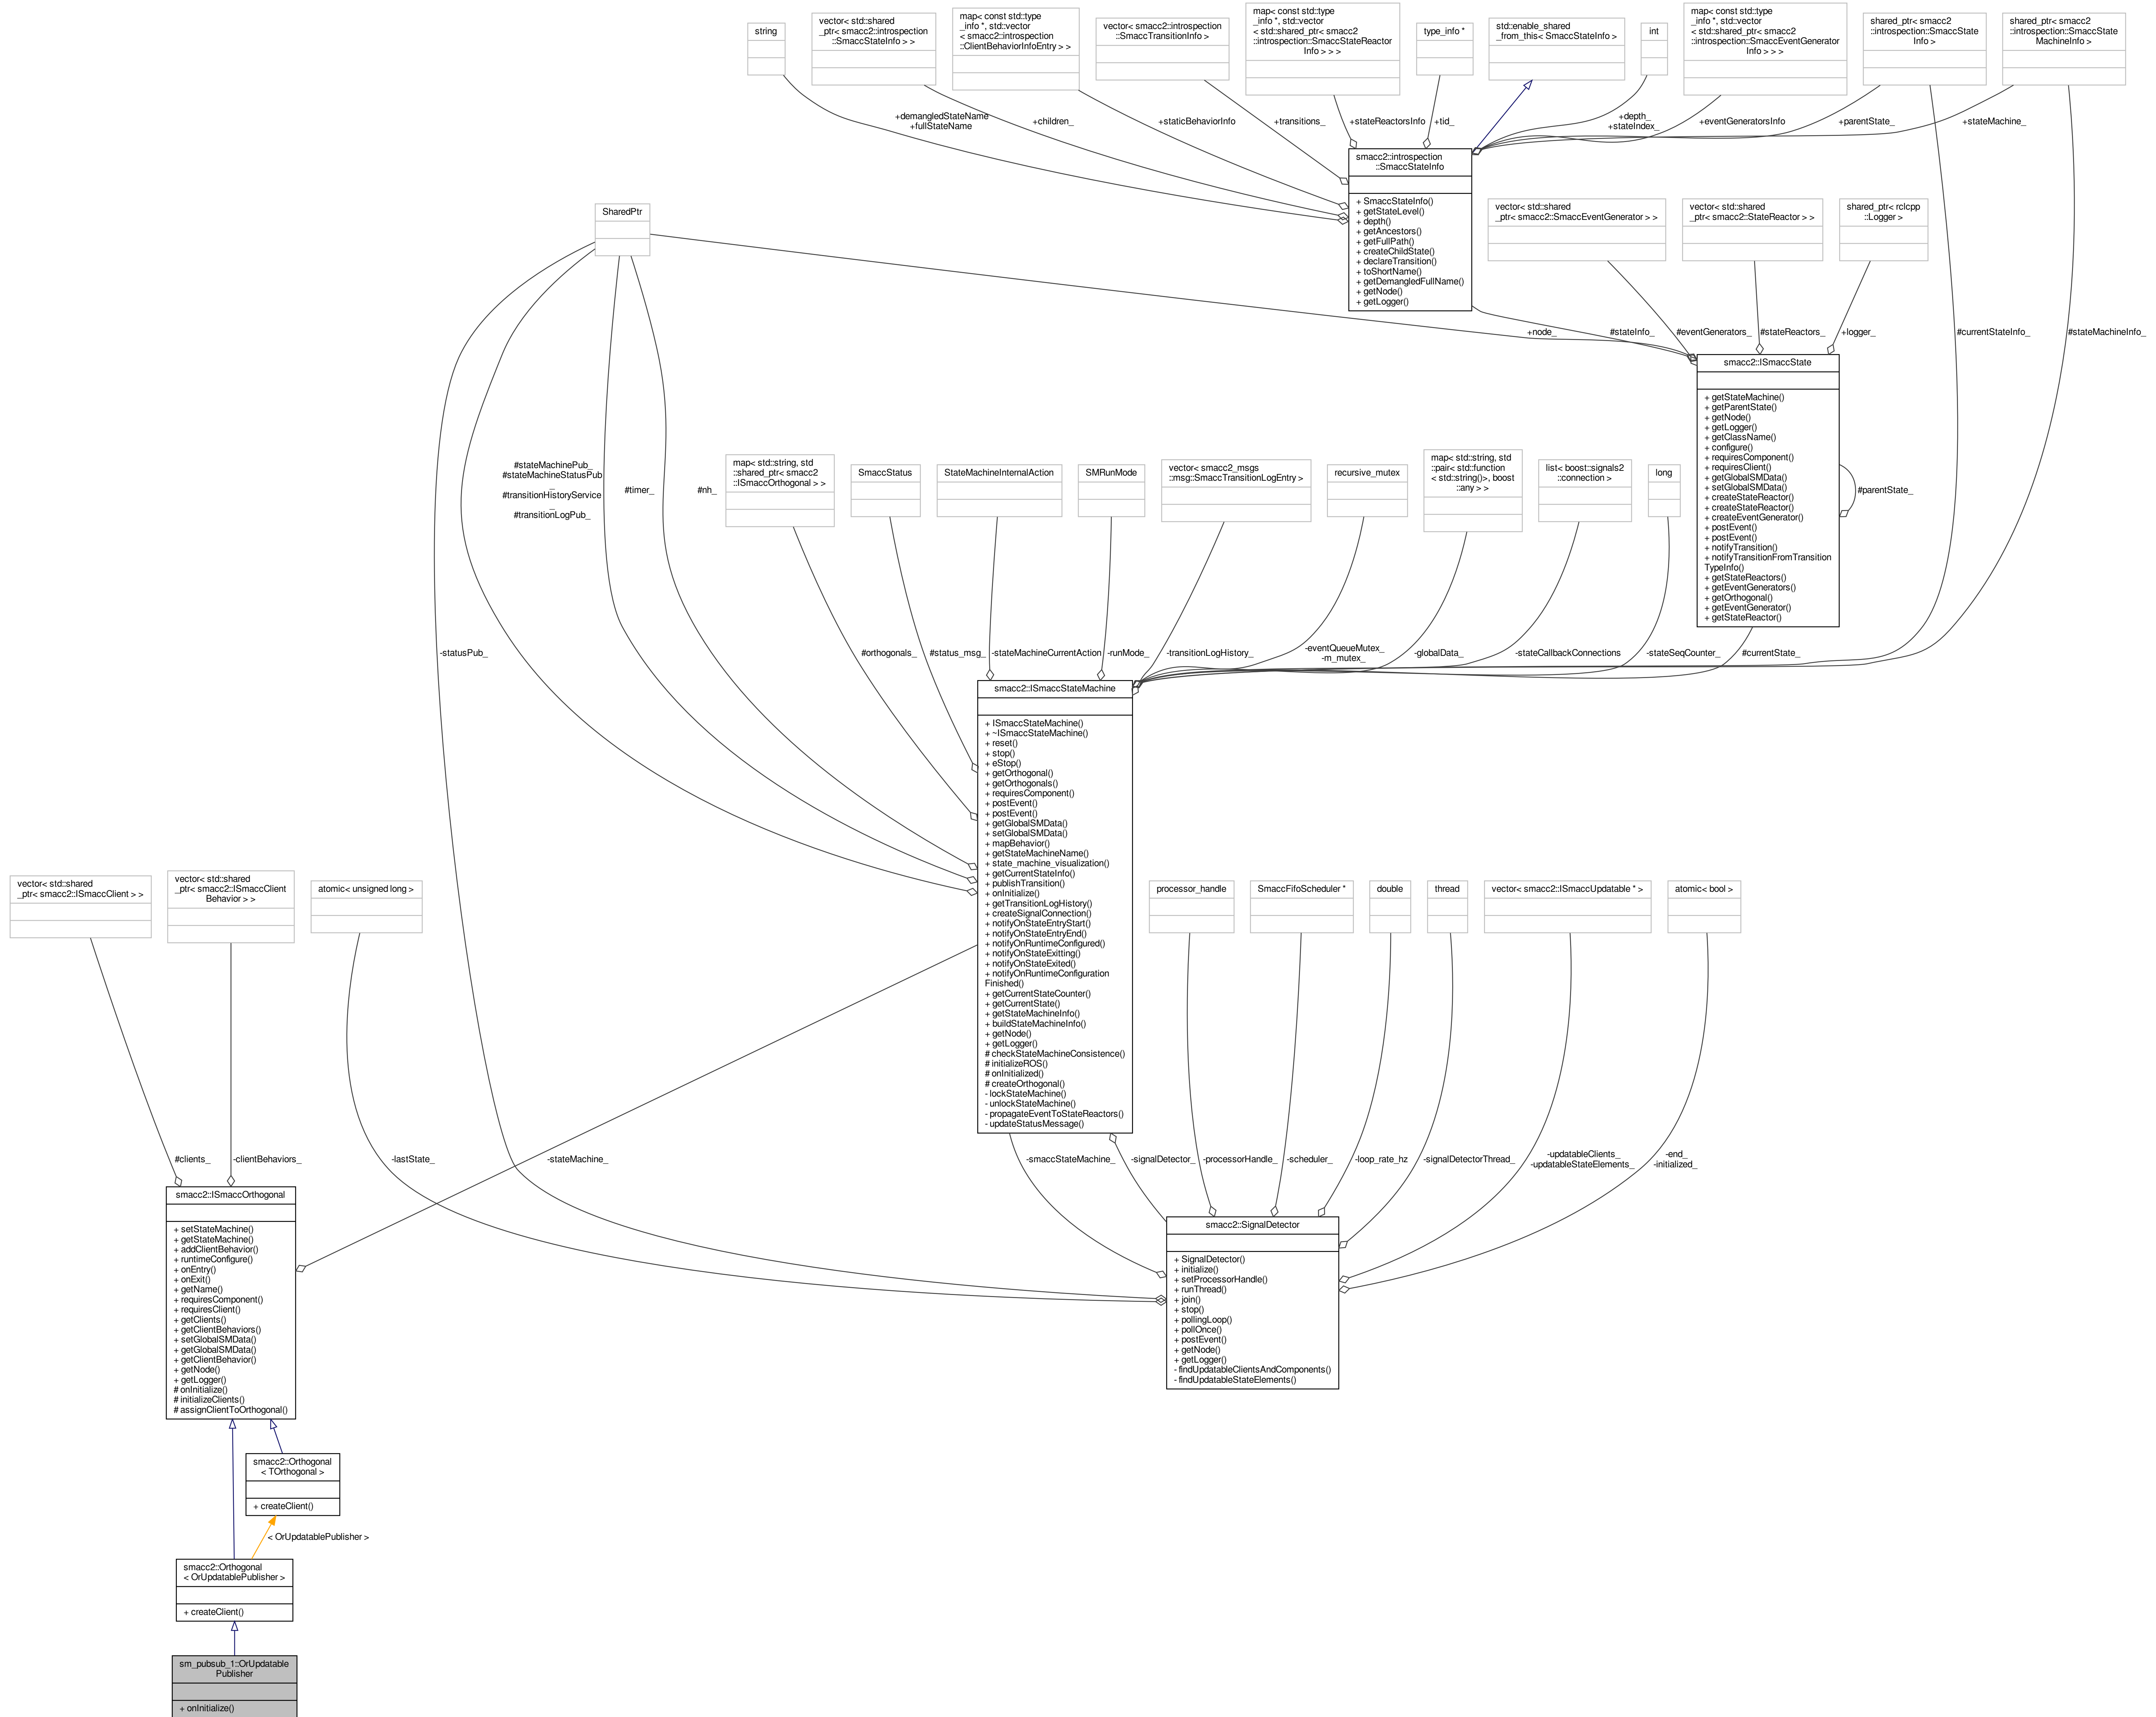 string
vector< std::shared
_ptr< smacc2::introspection
::SmaccStateInfo > >
map< const std::type
_info *, std::vector
< smacc2::introspection
::ClientBehaviorInfoEntry > >
vector< smacc2::introspection
::SmaccTransitionInfo >
map< const std::type
_info *, std::vector
< std::shared_ptr< smacc2
::introspection::SmaccStateReactor
Info > > >
type_info *
std::enable_shared
_from_this< SmaccStateInfo >
int
map< const std::type
_info *, std::vector
< std::shared_ptr< smacc2
::introspection::SmaccEventGenerator
Info > > >
shared_ptr< smacc2
::introspection::SmaccState
Info >
shared_ptr< smacc2
::introspection::SmaccState
MachineInfo >
+demangledStateName
+fullStateName
+children_
+staticBehaviorInfo
+transitions_
+stateReactorsInfo
+tid_
+depth_
+stateIndex_
+eventGeneratorsInfo
+parentState_
+stateMachine_
smacc2::introspection
::SmaccStateInfo
+ SmaccStateInfo()
+ getStateLevel()
+ depth()
+ getAncestors()
+ getFullPath()
+ createChildState()
+ declareTransition()
+ toShortName()
+ getDemangledFullName()
+ getNode()
+ getLogger()
SharedPtr
vector< std::shared
_ptr< smacc2::SmaccEventGenerator > >
vector< std::shared
_ptr< smacc2::StateReactor > >
shared_ptr< rclcpp
::Logger >
+node_
#stateInfo_
#eventGenerators_
#stateReactors_
+logger_
#currentStateInfo_
#stateMachineInfo_
smacc2::ISmaccState
+ getStateMachine()
+ getParentState()
+ getNode()
+ getLogger()
+ getClassName()
+ configure()
+ requiresComponent()
+ requiresClient()
+ getGlobalSMData()
+ setGlobalSMData()
+ createStateReactor()
+ createStateReactor()
+ createEventGenerator()
+ postEvent()
+ postEvent()
+ notifyTransition()
+ notifyTransitionFromTransition
TypeInfo()
+ getStateReactors()
+ getEventGenerators()
+ getOrthogonal()
+ getEventGenerator()
+ getStateReactor()
#parentState_
#stateMachinePub_
#stateMachineStatusPub
_
#transitionHistoryService
_
#transitionLogPub_
#timer_
#nh_
map< std::string, std
::shared_ptr< smacc2
::ISmaccOrthogonal > >
SmaccStatus
StateMachineInternalAction
SMRunMode
vector< smacc2_msgs
::msg::SmaccTransitionLogEntry >
recursive_mutex
map< std::string, std
::pair< std::function
< std::string()>, boost
::any > >
list< boost::signals2
::connection >
long
-statusPub_
#orthogonals_
#status_msg_
-stateMachineCurrentAction
-runMode_
-transitionLogHistory_
-eventQueueMutex_
-m_mutex_
-globalData_
-stateCallbackConnections
-stateSeqCounter_
#currentState_
smacc2::ISmaccStateMachine
+ ISmaccStateMachine()
+ ~ISmaccStateMachine()
+ reset()
+ stop()
+ eStop()
+ getOrthogonal()
+ getOrthogonals()
+ requiresComponent()
+ postEvent()
+ postEvent()
+ getGlobalSMData()
+ setGlobalSMData()
+ mapBehavior()
+ getStateMachineName()
+ state_machine_visualization()
+ getCurrentStateInfo()
+ publishTransition()
+ onInitialize()
+ getTransitionLogHistory()
+ createSignalConnection()
+ notifyOnStateEntryStart()
+ notifyOnStateEntryEnd()
+ notifyOnRuntimeConfigured()
+ notifyOnStateExitting()
+ notifyOnStateExited()
+ notifyOnRuntimeConfiguration
Finished()
+ getCurrentStateCounter()
+ getCurrentState()
+ getStateMachineInfo()
+ buildStateMachineInfo()
+ getNode()
+ getLogger()
# checkStateMachineConsistence()
# initializeROS()
# onInitialized()
# createOrthogonal()
- lockStateMachine()
- unlockStateMachine()
- propagateEventToStateReactors()
- updateStatusMessage()
vector< std::shared
_ptr< smacc2::ISmaccClient > >
vector< std::shared
_ptr< smacc2::ISmaccClient
Behavior > >
atomic< unsigned long >
processor_handle
SmaccFifoScheduler *
double
thread
vector< smacc2::ISmaccUpdatable * >
atomic< bool >
#clients_
-clientBehaviors_
-lastState_
-stateMachine_
-smaccStateMachine_
-signalDetector_
-processorHandle_
-scheduler_
-loop_rate_hz
-signalDetectorThread_
-updatableClients_
-updatableStateElements_
-end_
-initialized_
smacc2::ISmaccOrthogonal
+ setStateMachine()
+ getStateMachine()
+ addClientBehavior()
+ runtimeConfigure()
+ onEntry()
+ onExit()
+ getName()
+ requiresComponent()
+ requiresClient()
+ getClients()
+ getClientBehaviors()
+ setGlobalSMData()
+ getGlobalSMData()
+ getClientBehavior()
+ getNode()
+ getLogger()
# onInitialize()
# initializeClients()
# assignClientToOrthogonal()
smacc2::SignalDetector
+ SignalDetector()
+ initialize()
+ setProcessorHandle()
+ runThread()
+ join()
+ stop()
+ pollingLoop()
+ pollOnce()
+ postEvent()
+ getNode()
+ getLogger()
- findUpdatableClientsAndComponents()
- findUpdatableStateElements()
smacc2::Orthogonal
< TOrthogonal >
+ createClient()
< OrUpdatablePublisher >
smacc2::Orthogonal
< OrUpdatablePublisher >
+ createClient()
sm_pubsub_1::OrUpdatable
Publisher
+ onInitialize()